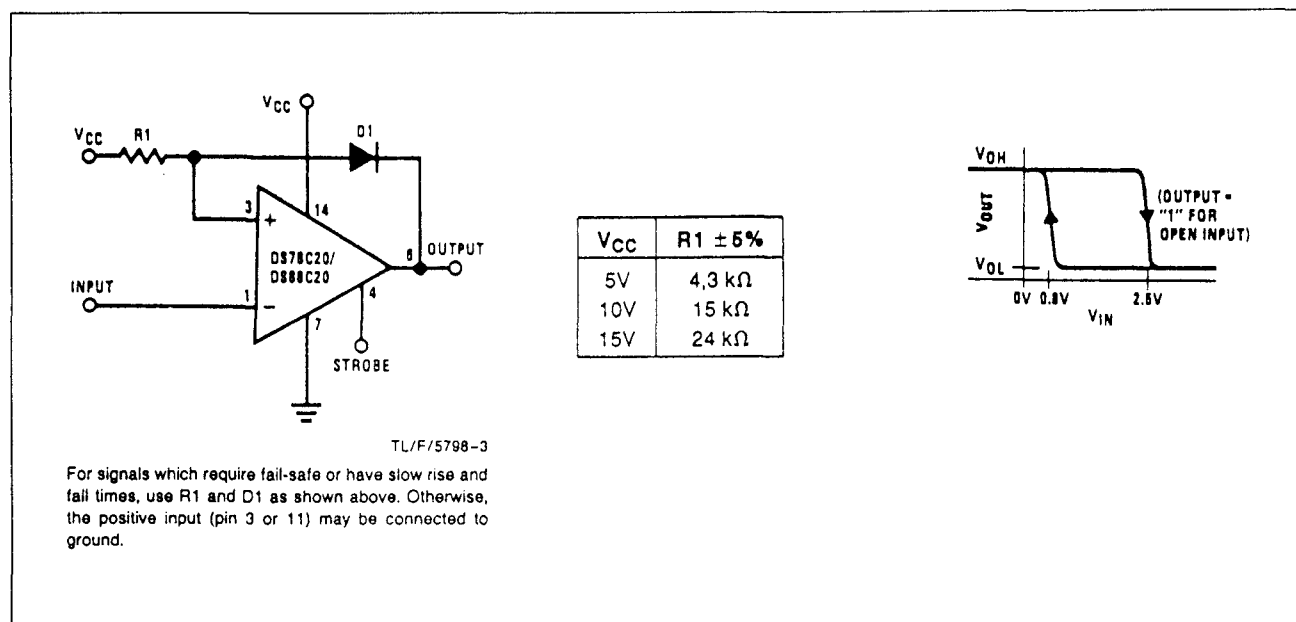 VCC
VCC
R1
D1
3
+
14
DS78C20/
DS88C20
6
OUTPUT
INPUT
1
–
4
7
STROBE
TL/F/5798–3
For signals which require fail-safe or have slow rise and
fall times, use R1 and D1 as shown above. Otherwise,
the positive input (pin 3 or 11) may be connected to
ground.
VCC R1 ±5%
5V 4,3 kΩ
10V 15 kΩ
15V 24 kΩ
VOH
VOUT
(OUTPUT =
"1" FOR
OPEN INPUT)
VOL
0V 0.8V 2.5V
VIN